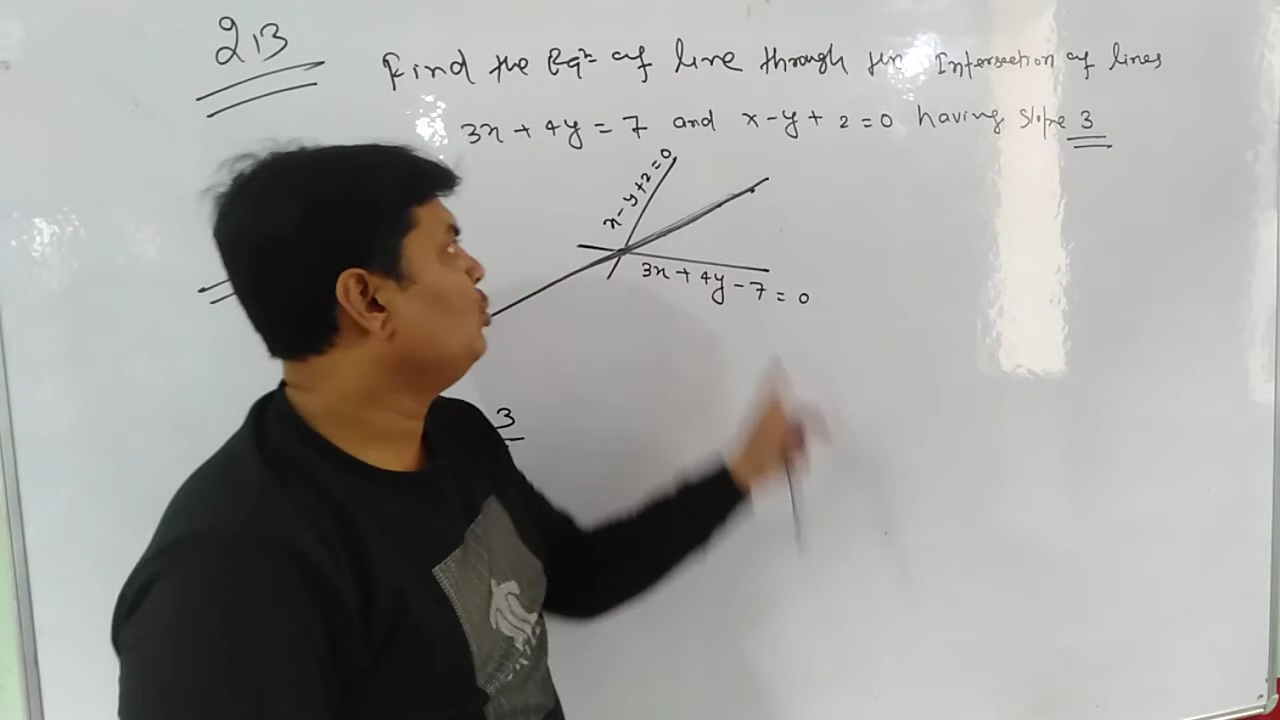 213
Find the Eqn of line through the Intersection of lines
3x + 4y = 7 and x - y + 2 = 0 having slope 3
x - y + 2 = 0
3x + 4y - 7 = 0
3